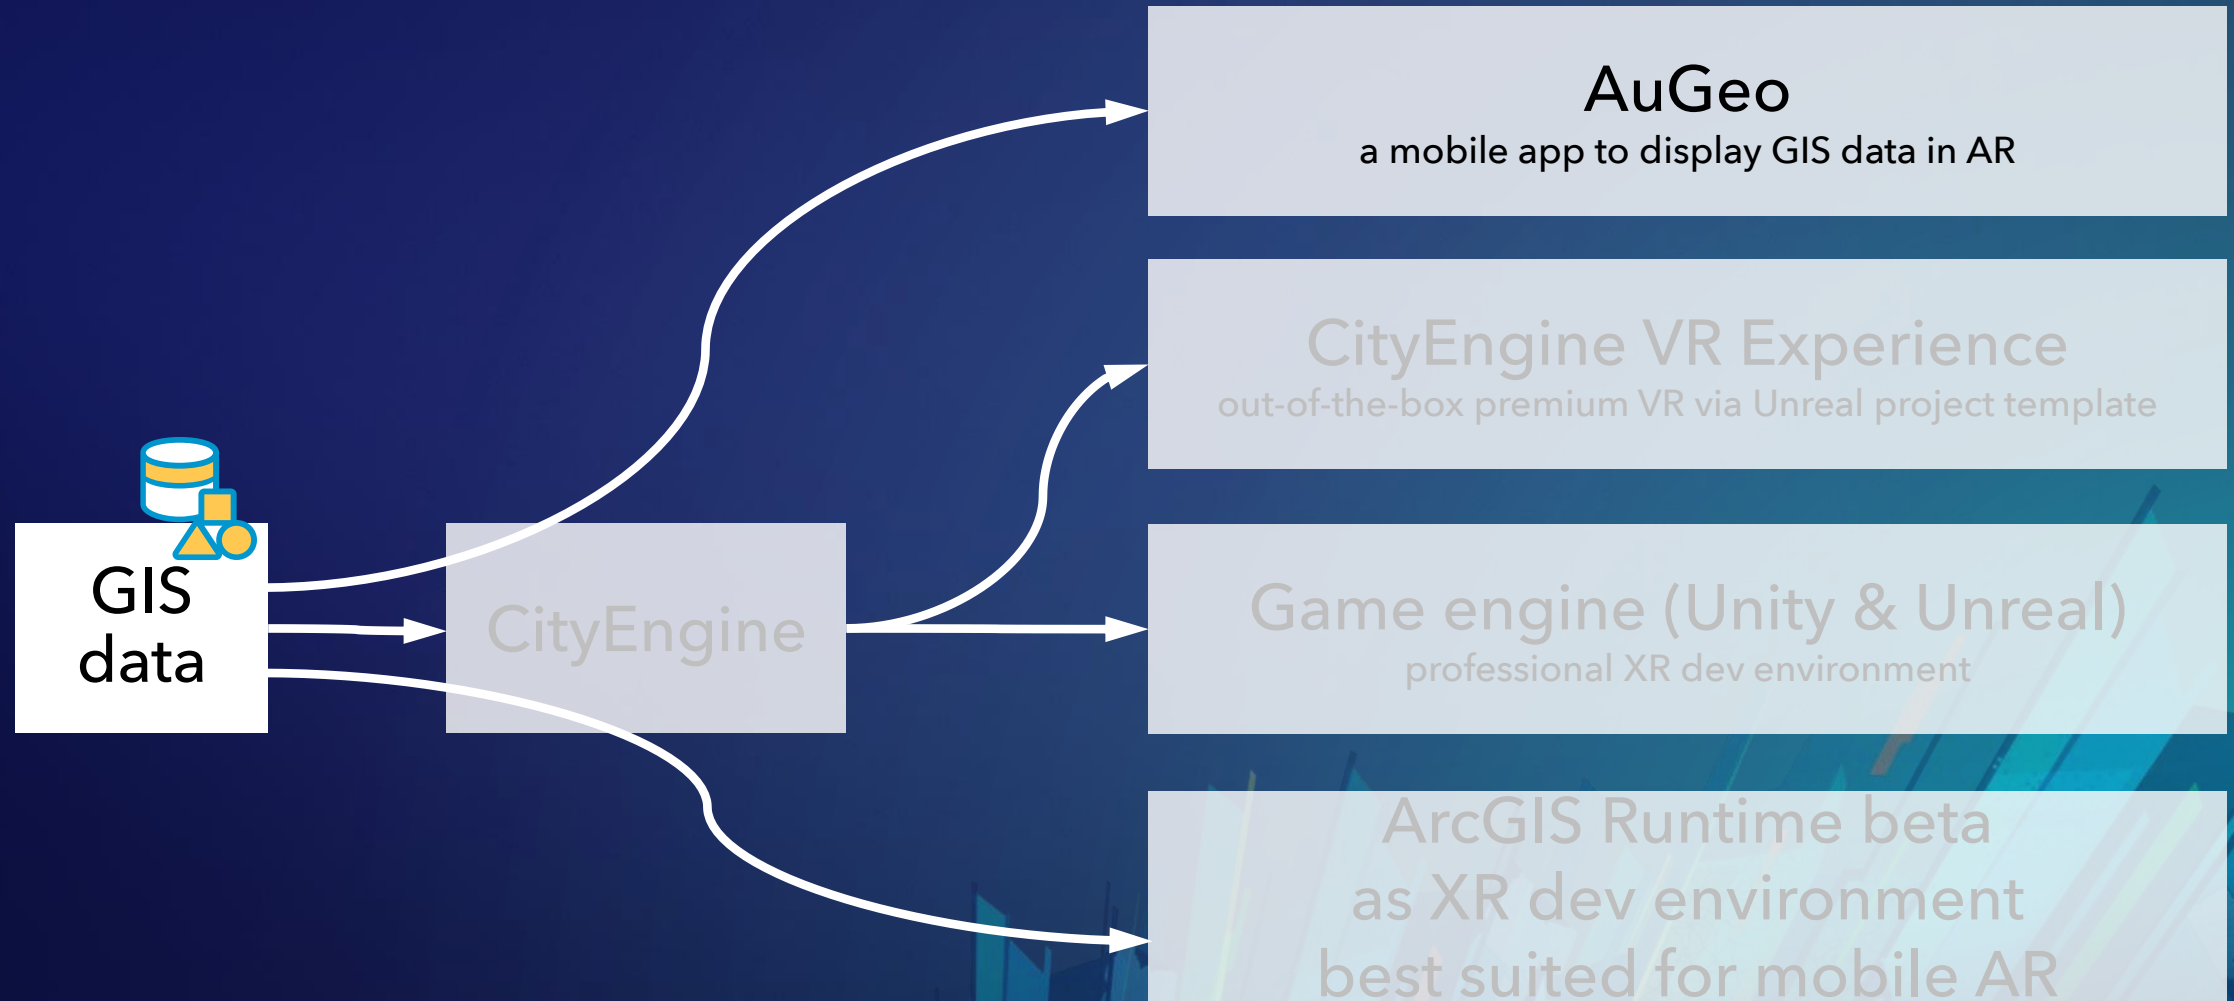 AuGeo
a mobile app to display GIS data in AR
CityEngine VR Experience
out-of-the-box premium VR via Unreal project template
GIS
data
CityEngine
Game engine (Unity & Unreal)
professional XR dev environment
ArcGIS Runtime beta
as XR dev environment
best suited for mobile AR